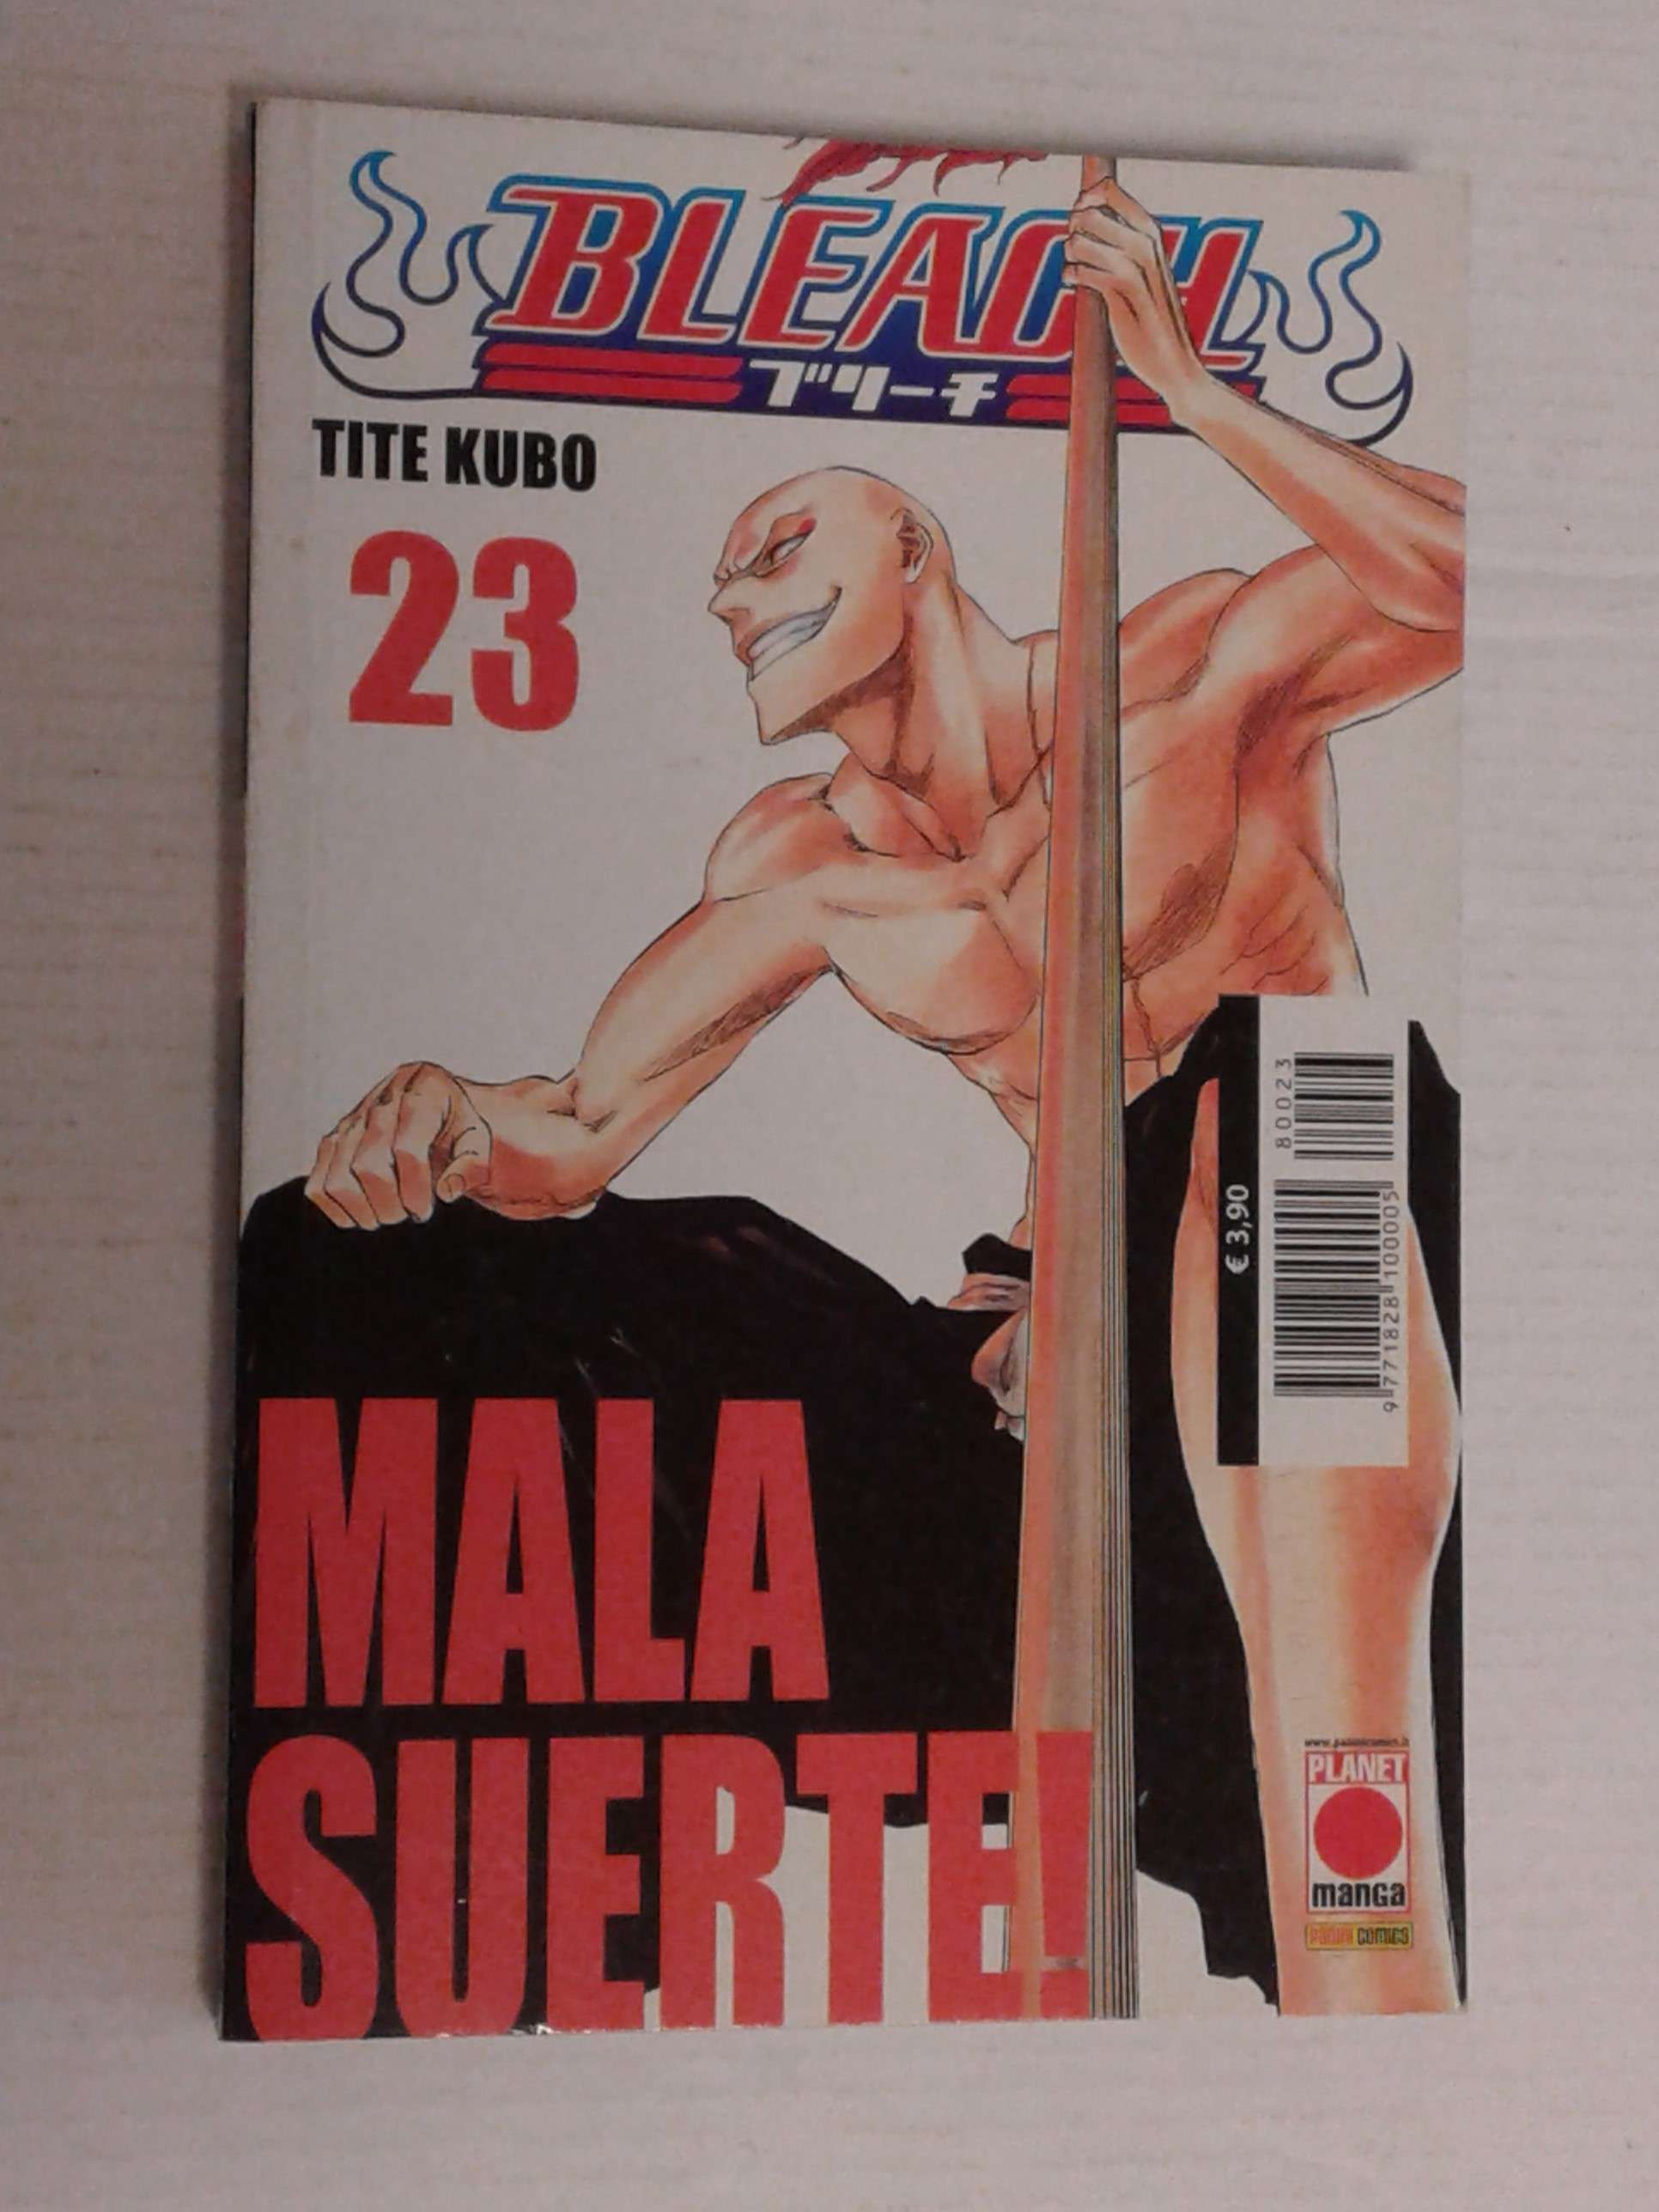 BLEACH
ブリーチ
TITE KUBO
23
80023
9 771828 100005
€ 3,90
MALA
SUERTE!
www.paninicomics.it
PLANET
manga
PANINI COMICS